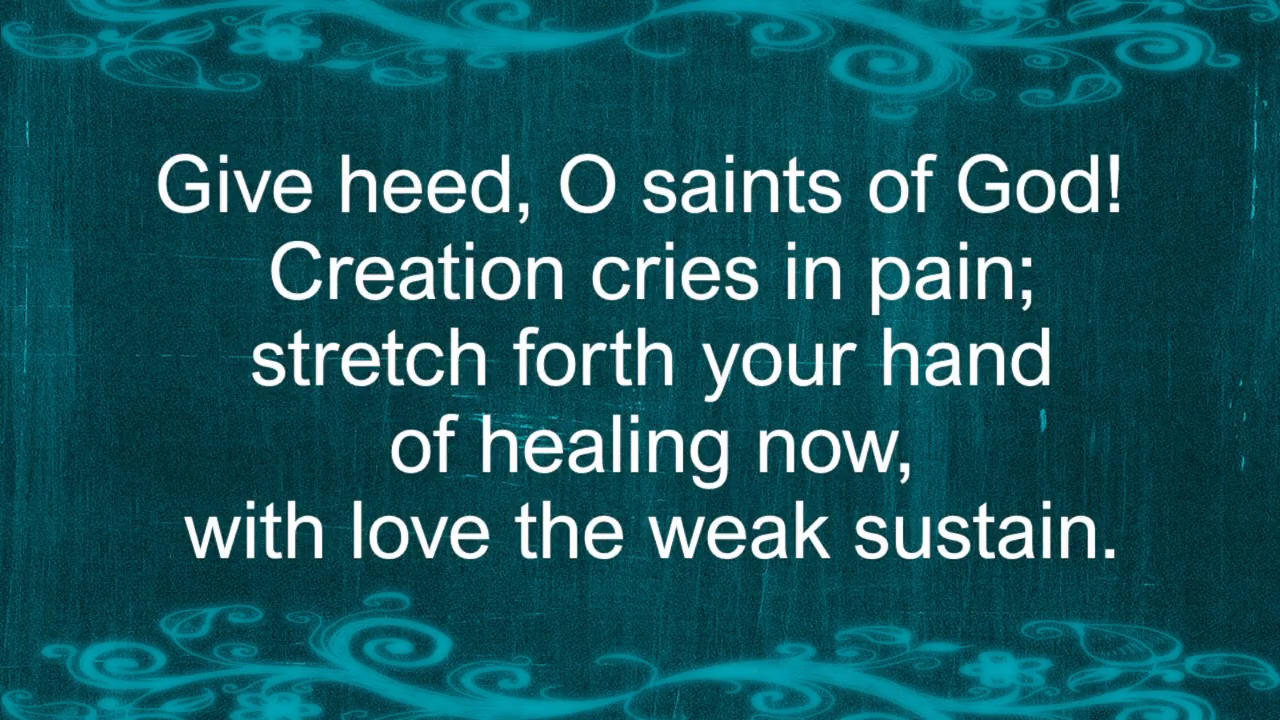 Give heed, O saints of God!
Creation cries in pain;
stretch forth your hand
of healing now,
with love the weak sustain.